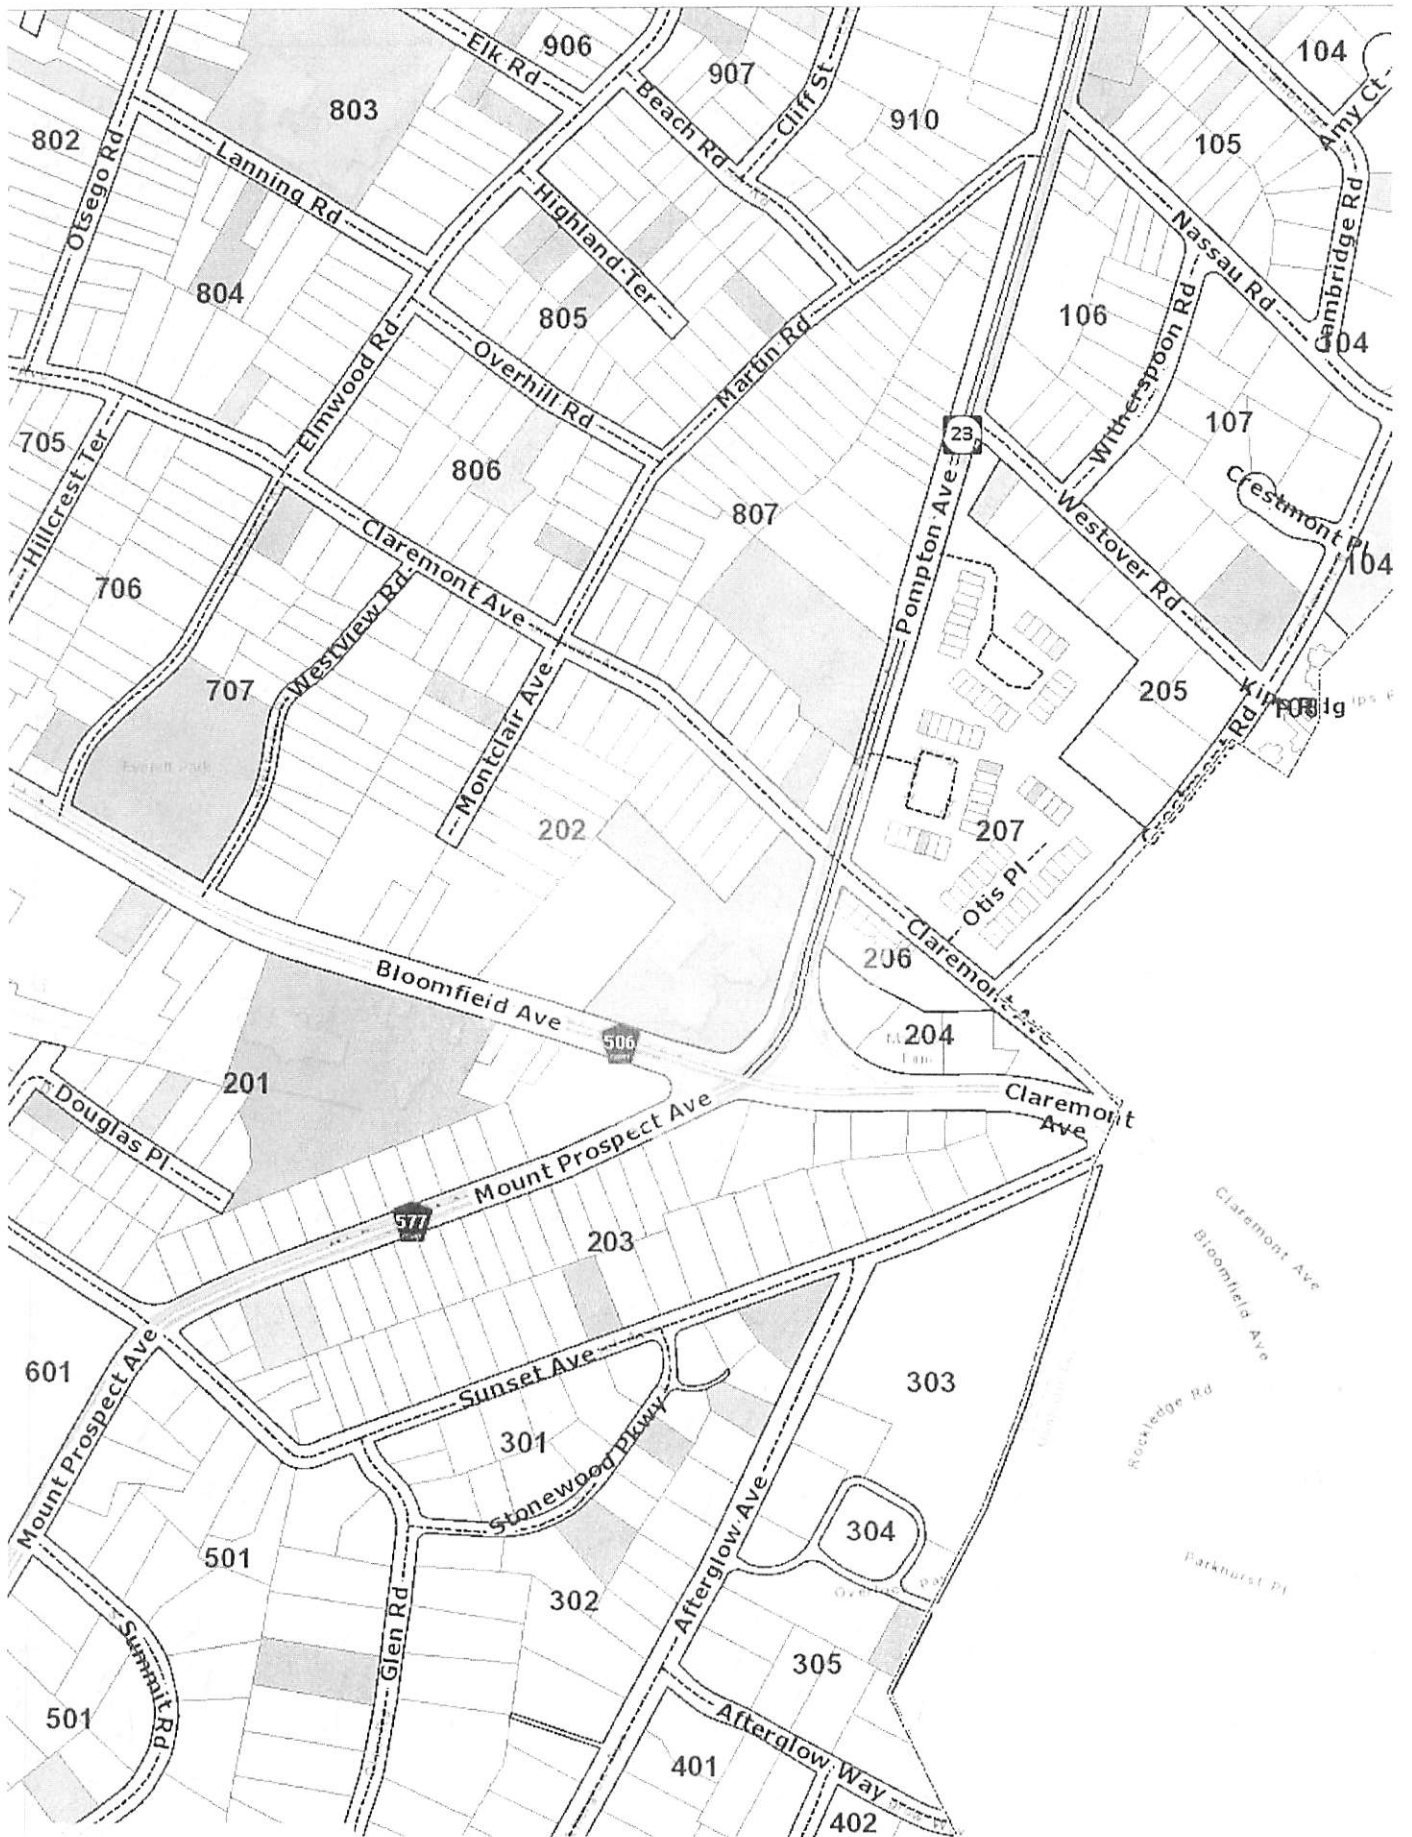 Elk Rd
906
907
Cliff St
104
803
Beach Rd
910
Amy Ct
802
105
Otsego Rd
Lanning Rd
Highland Ter
Nassau Rd
Cambridge Rd
804
805
106
Witherspoon Rd
104
Elmwood Rd
Overhill Rd
Martin Rd
705
23
107
Hillcrest Ter
806
Crestmont Pl
Claremont Ave
807
Pompton Ave
Westover Rd
104
706
Westview Rd
707
Montclair Ave
205
Everett Park
Crestmont Rd
202
207
Otis Pl
Claremont Ave
206
Bloomfield Ave
506
204
201
Claremont
Ave
Douglas Pl
Mount Prospect Ave
577
203
Claremont Ave
Bloomfield Ave
601
Mount Prospect Ave
Sunset Ave
303
Rockledge Rd
301
Stonewood Pkwy
Afterglow Ave
304
501
Parkhurst Pl
302
Glen Rd
Summit Rd
305
501
Afterglow Way
401
402